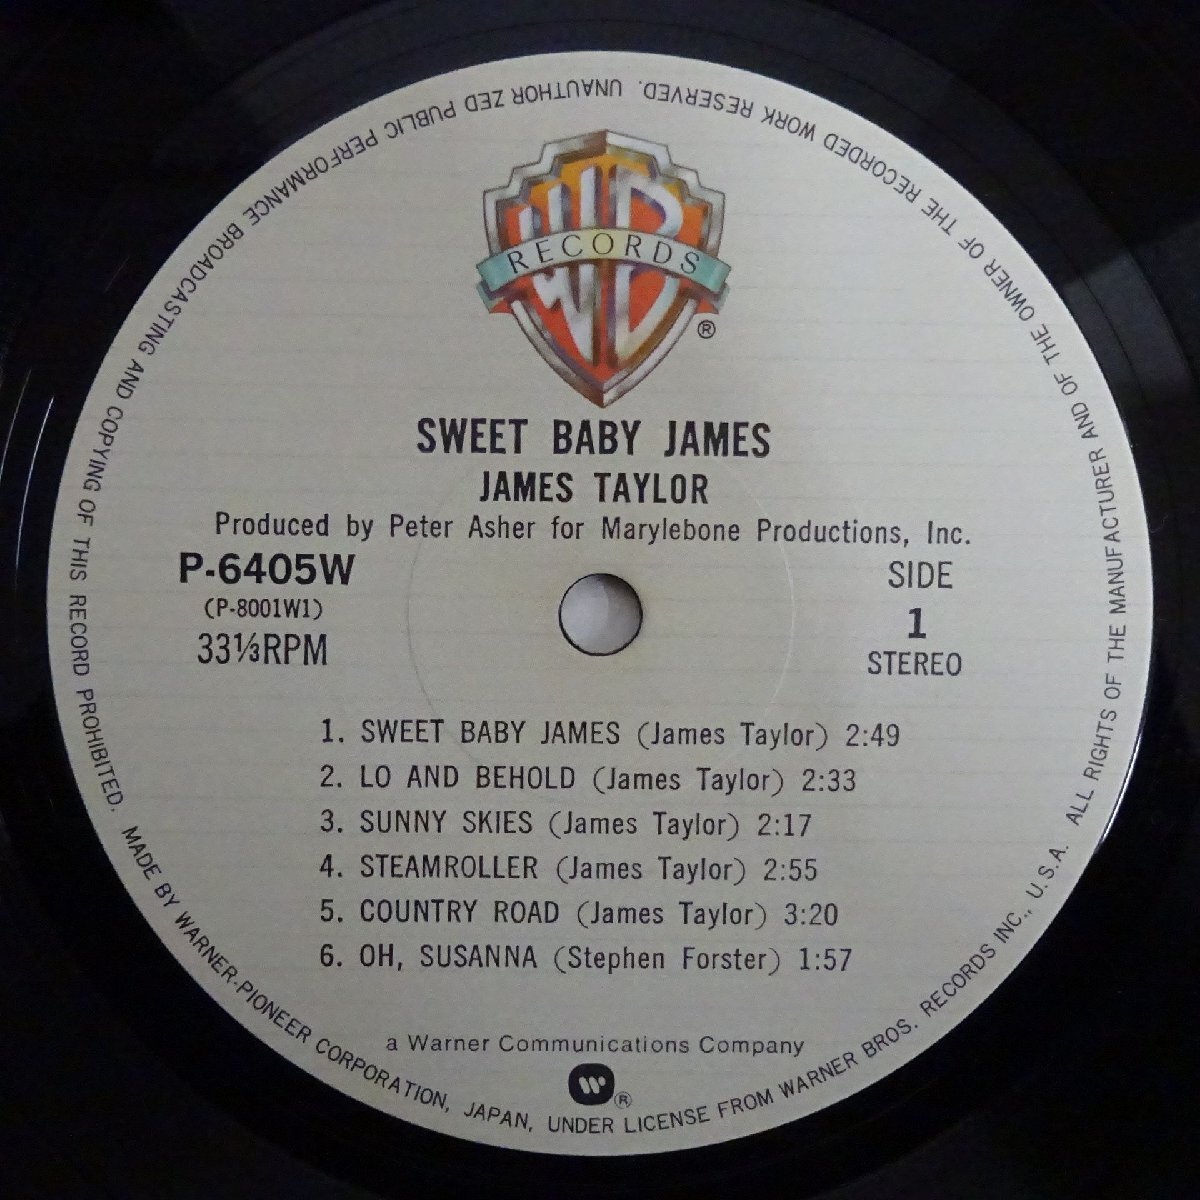 WB
RECORDS
®
SWEET BABY JAMES
JAMES TAYLOR
Produced by Peter Asher for Marylebone Productions, Inc.
P-6405W
(P-8001W1)
33⅓RPM
SIDE
1
STEREO
1. SWEET BABY JAMES (James Taylor) 2:49
2. LO AND BEHOLD (James Taylor) 2:33
3. SUNNY SKIES (James Taylor) 2:17
4. STEAMROLLER (James Taylor) 2:55
5. COUNTRY ROAD (James Taylor) 3:20
6. OH, SUSANNA (Stephen Forster) 1:57
a Warner Communications Company
®
MADE BY WARNER-PIONEER CORPORATION, JAPAN, UNDER LICENSE FROM WARNER BROS. RECORDS INC., U.S.A. ALL RIGHTS OF THE MANUFACTURER AND OF THE OWNER OF THE RECORDED WORK RESERVED. UNAUTHOR ZED PUBLIC PERFORMANCE BROADCASTING AND COPYING OF THIS RECORD PROHIBITED.